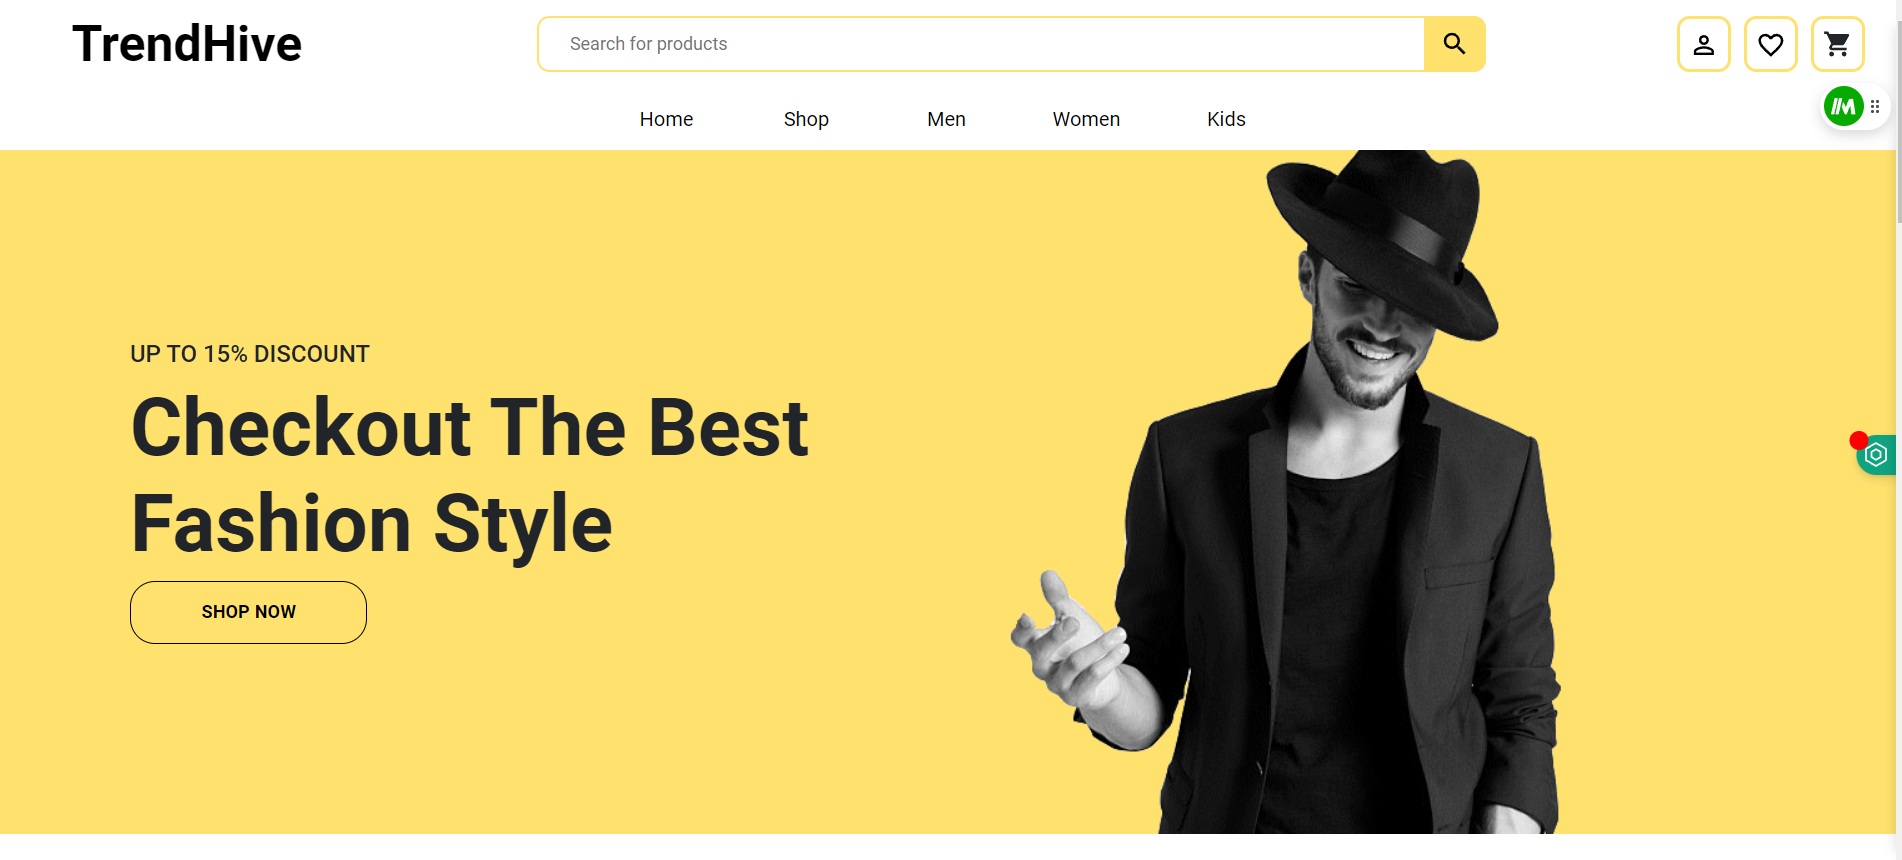 TrendHive
Search for products
Home Shop Men Women Kids
UP TO 15% DISCOUNT
Checkout The Best
Fashion Style
SHOP NOW